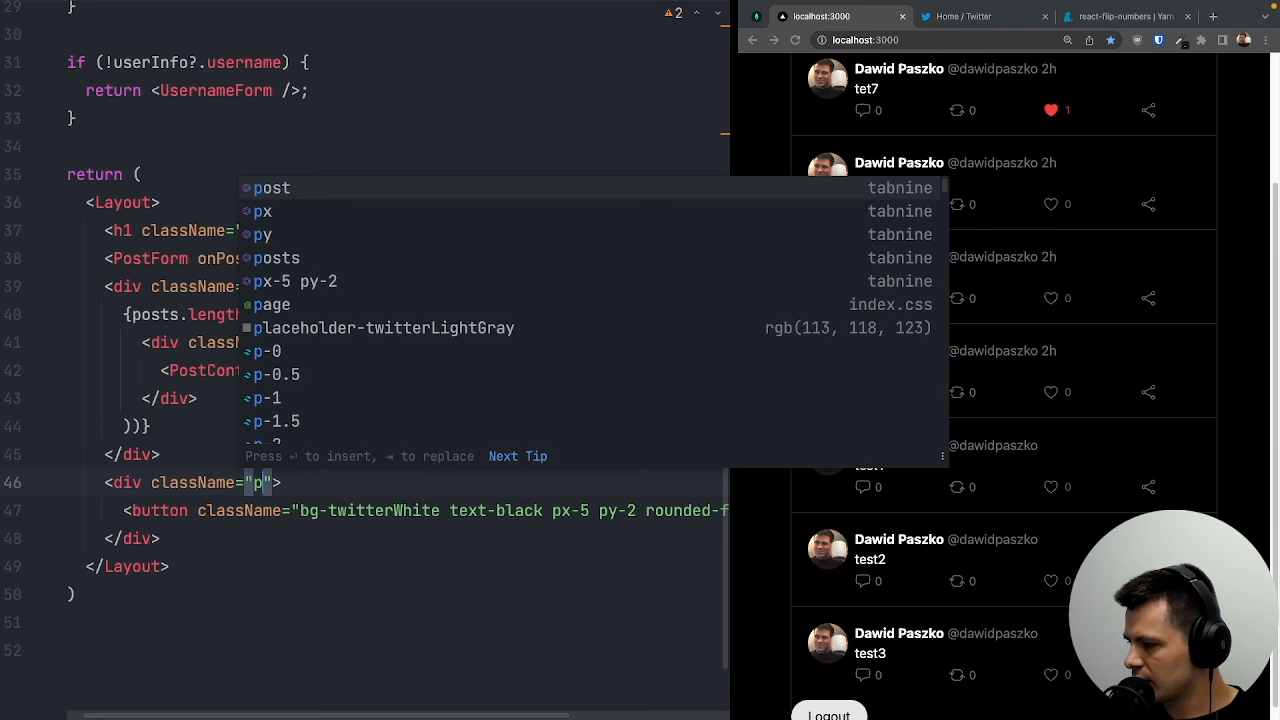 29 }
30
31 if (!userInfo?.username) {
32 return <UsernameForm />;
33 }
34
35 return (
36 <Layout>
37 <h1 className="
38 <PostForm onPos
39 <div className=
40 {posts.length
41 <div classN
42 <PostCont
43 </div>
44 ))}
45 </div>
46 <div className="p">
47 <button className="bg-twitterWhite text-black px-5 py-2 rounded-f
48 </div>
49 </Layout>
50 )
51
52
2
post tabnine
px tabnine
py tabnine
posts tabnine
px-5 py-2 tabnine
page index.css
placeholder-twitterLightGray rgb(113, 118, 123)
p-0
p-0.5
p-1
p-1.5
p-2
Press ⏎ to insert, ⇥ to replace Next Tip
localhost:3000
Home / Twitter
react-flip-numbers | Yarn
localhost:3000
Dawid Paszko @dawidpaszko 2h
tet7
0 0 1
Dawid Paszko @dawidpaszko 2h
0 0
@dawidpaszko 2h
0 0
@dawidpaszko 2h
0 0
@dawidpaszko
0 0
Dawid Paszko @dawidpaszko
test2
0 0 0
Dawid Paszko @dawidpaszko
test3
0 0 0
Logout